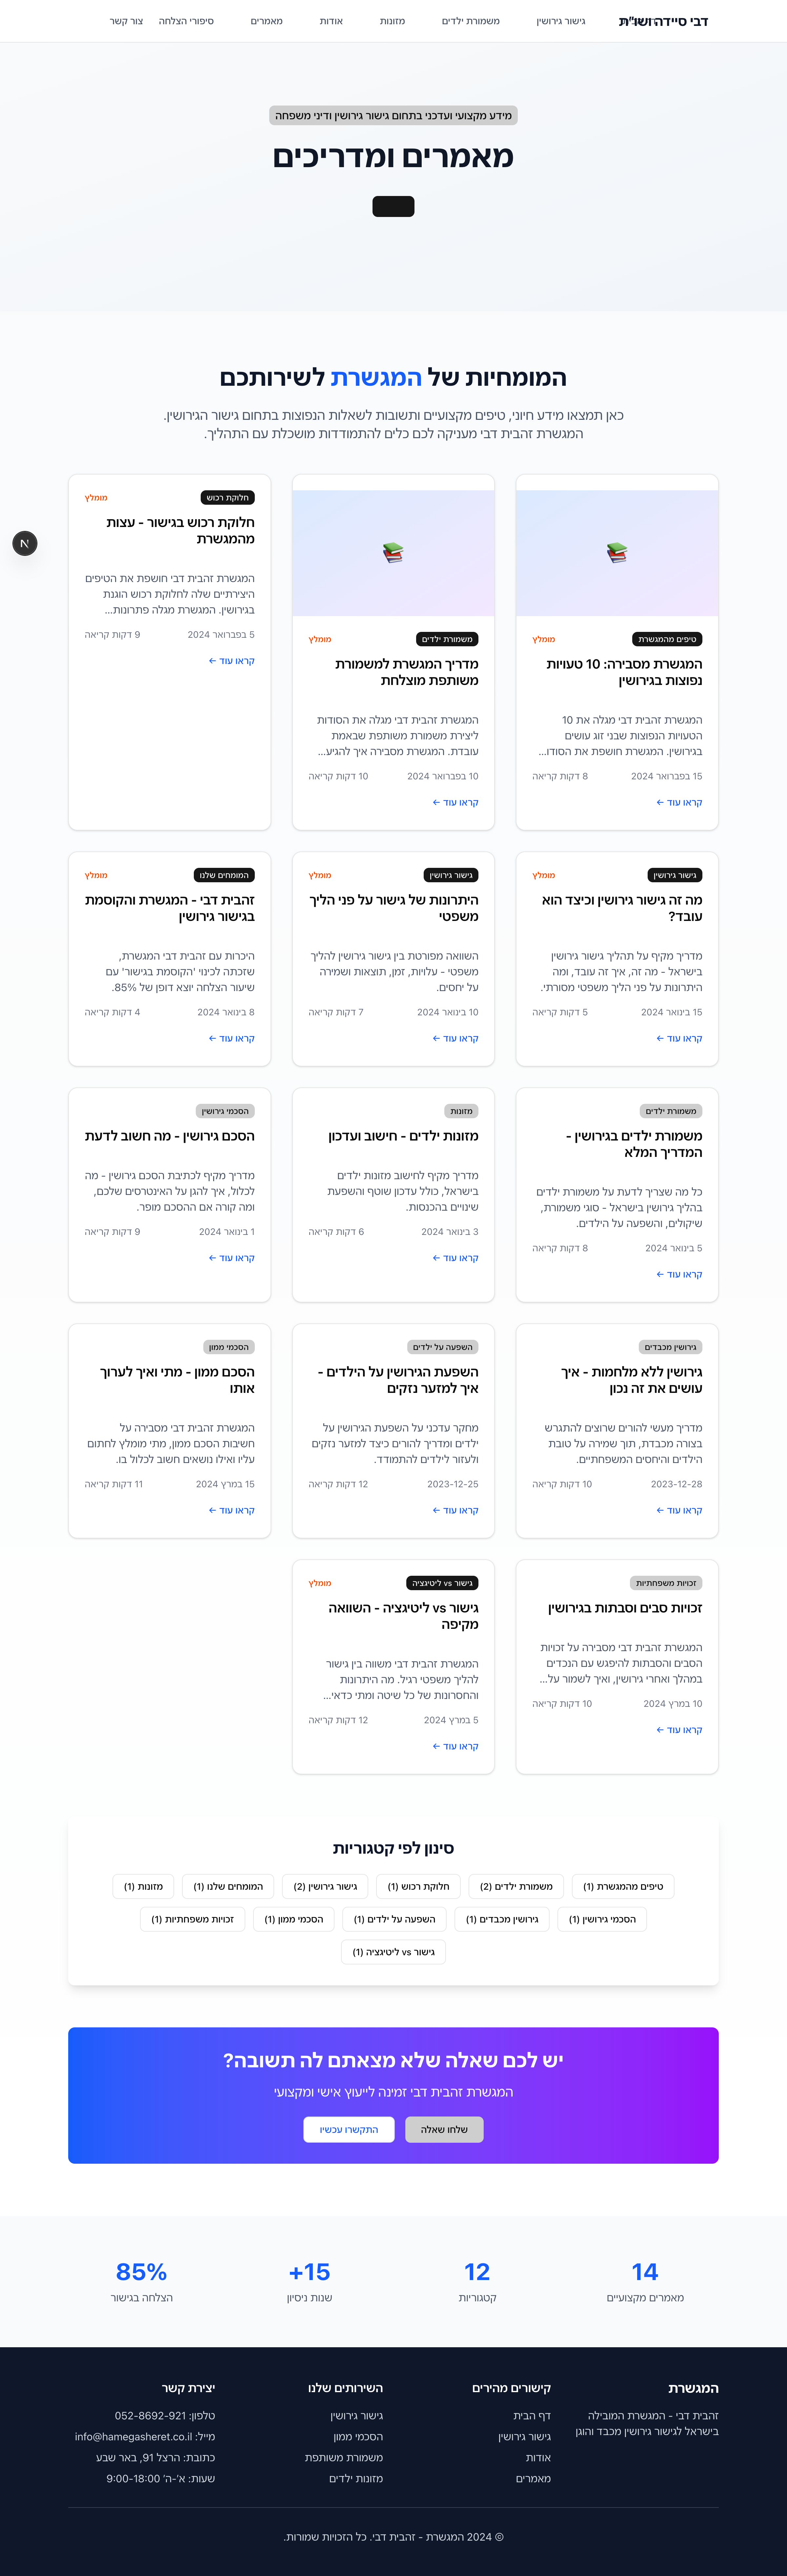 דבי סיידה ושו"ת
גישור גירושין
משמורת ילדים
מזונות
אודות
מאמרים
סיפורי הצלחה
צור קשר
מידע מקצועי ועדכני בתחום גישור גירושין ודיני משפחה
מאמרים ומדריכים
המומחיות של המגשרת לשירותכם
כאן תמצאו מידע חיוני, טיפים מקצועיים ותשובות לשאלות הנפוצות בתחום גישור הגירושין.
המגשרת זהבית דבי מעניקה לכם כלים להתמודדות מושכלת עם התהליך.
טיפים מהמגשרת
מומלץ
המגשרת מסבירה: 10 טעויות
נפוצות בגירושין
המגשרת זהבית דבי מגלה את 10
הטעויות הנפוצות שבני זוג עושים
בגירושין. המגשרת חושפת את הסודו...
15 בפברואר 2024
8 דקות קריאה
קראו עוד ←
משמורת ילדים
מומלץ
מדריך המגשרת למשמורת
משותפת מוצלחת
המגשרת זהבית דבי מגלה את הסודות
ליצירת משמורת משותפת שבאמת
עובדת. המגשרת מסבירה איך להגיע...
10 בפברואר 2024
10 דקות קריאה
קראו עוד ←
חלוקת רכוש
מומלץ
חלוקת רכוש בגישור - עצות
מהמגשרת
המגשרת זהבית דבי חושפת את הטיפים
היצירתיים שלה לחלוקת רכוש הוגנת
בגירושין. המגשרת מגלה פתרונות...
5 בפברואר 2024
9 דקות קריאה
קראו עוד ←
גישור גירושין
מומלץ
מה זה גישור גירושין וכיצד הוא
עובד?
מדריך מקיף על תהליך גישור גירושין
בישראל - מה זה, איך זה עובד, ומה
היתרונות על פני הליך משפטי מסורתי.
15 בינואר 2024
5 דקות קריאה
קראו עוד ←
גישור גירושין
מומלץ
היתרונות של גישור על פני הליך
משפטי
השוואה מפורטת בין גישור גירושין להליך
משפטי - עלויות, זמן, תוצאות ושמירה
על יחסים.
10 בינואר 2024
7 דקות קריאה
קראו עוד ←
המומחים שלנו
מומלץ
זהבית דבי - המגשרת והקוסמת
בגישור גירושין
היכרות עם זהבית דבי המגשרת,
שזכתה לכינוי 'הקוסמת בגישור' עם
שיעור הצלחה יוצא דופן של 85%.
8 בינואר 2024
4 דקות קריאה
קראו עוד ←
משמורת ילדים
משמורת ילדים בגירושין -
המדריך המלא
כל מה שצריך לדעת על משמורת ילדים
בהליך גירושין בישראל - סוגי משמורת,
שיקולים, והשפעה על הילדים.
5 בינואר 2024
8 דקות קריאה
קראו עוד ←
מזונות
מזונות ילדים - חישוב ועדכון
מדריך מקיף לחישוב מזונות ילדים
בישראל, כולל עדכון שוטף והשפעת
שינויים בהכנסות.
3 בינואר 2024
6 דקות קריאה
קראו עוד ←
הסכמי גירושין
הסכם גירושין - מה חשוב לדעת
מדריך מקיף לכתיבת הסכם גירושין - מה
לכלול, איך להגן על האינטרסים שלכם,
ומה קורה אם ההסכם מופר.
1 בינואר 2024
9 דקות קריאה
קראו עוד ←
גירושין מכבדים
גירושין ללא מלחמות - איך
עושים את זה נכון
מדריך מעשי להורים שרוצים להתגרש
בצורה מכבדת, תוך שמירה על טובת
הילדים והיחסים המשפחתיים.
2023-12-28
10 דקות קריאה
קראו עוד ←
השפעה על ילדים
השפעת הגירושין על הילדים -
איך למזער נזקים
מחקר עדכני על השפעת הגירושין על
ילדים ומדריך להורים כיצד למזער נזקים
ולעזור לילדים להתמודד.
2023-12-25
12 דקות קריאה
קראו עוד ←
הסכמי ממון
הסכם ממון - מתי ואיך לערוך
אותו
המגשרת זהבית דבי מסבירה על
חשיבות הסכם ממון, מתי מומלץ לחתום
עליו ואילו נושאים חשוב לכלול בו.
15 במרץ 2024
11 דקות קריאה
קראו עוד ←
זכויות משפחתיות
זכויות סבים וסבתות בגירושין
המגשרת זהבית דבי מסבירה על זכויות
הסבים והסבתות להיפגש עם הנכדים
במהלך ואחרי גירושין, ואיך לשמור על...
10 במרץ 2024
10 דקות קריאה
קראו עוד ←
גישור vs ליטיגציה
מומלץ
גישור vs ליטיגציה - השוואה
מקיפה
המגשרת זהבית דבי משווה בין גישור
להליך משפטי רגיל. מה היתרונות
והחסרונות של כל שיטה ומתי כדאי...
5 במרץ 2024
12 דקות קריאה
קראו עוד ←
סינון לפי קטגוריות
טיפים מהמגשרת (1)
משמורת ילדים (2)
חלוקת רכוש (1)
גישור גירושין (2)
המומחים שלנו (1)
מזונות (1)
הסכמי גירושין (1)
גירושין מכבדים (1)
השפעה על ילדים (1)
הסכמי ממון (1)
זכויות משפחתיות (1)
גישור vs ליטיגציה (1)
יש לכם שאלה שלא מצאתם לה תשובה?
המגשרת זהבית דבי זמינה לייעוץ אישי ומקצועי
שלחו שאלה
התקשרו עכשיו
14
מאמרים מקצועיים
12
קטגוריות
15+
שנות ניסיון
85%
הצלחה בגישור
המגשרת
זהבית דבי - המגשרת המובילה
בישראל לגישור גירושין מכבד והוגן
קישורים מהירים
דף הבית
גישור גירושין
אודות
מאמרים
השירותים שלנו
גישור גירושין
הסכמי ממון
משמורת משותפת
מזונות ילדים
יצירת קשר
טלפון: 052-8692-921
מייל: info@hamegasheret.co.il
כתובת: הרצל 91, באר שבע
שעות: א'-ה' 9:00-18:00
© 2024 המגשרת - זהבית דבי. כל הזכויות שמורות.